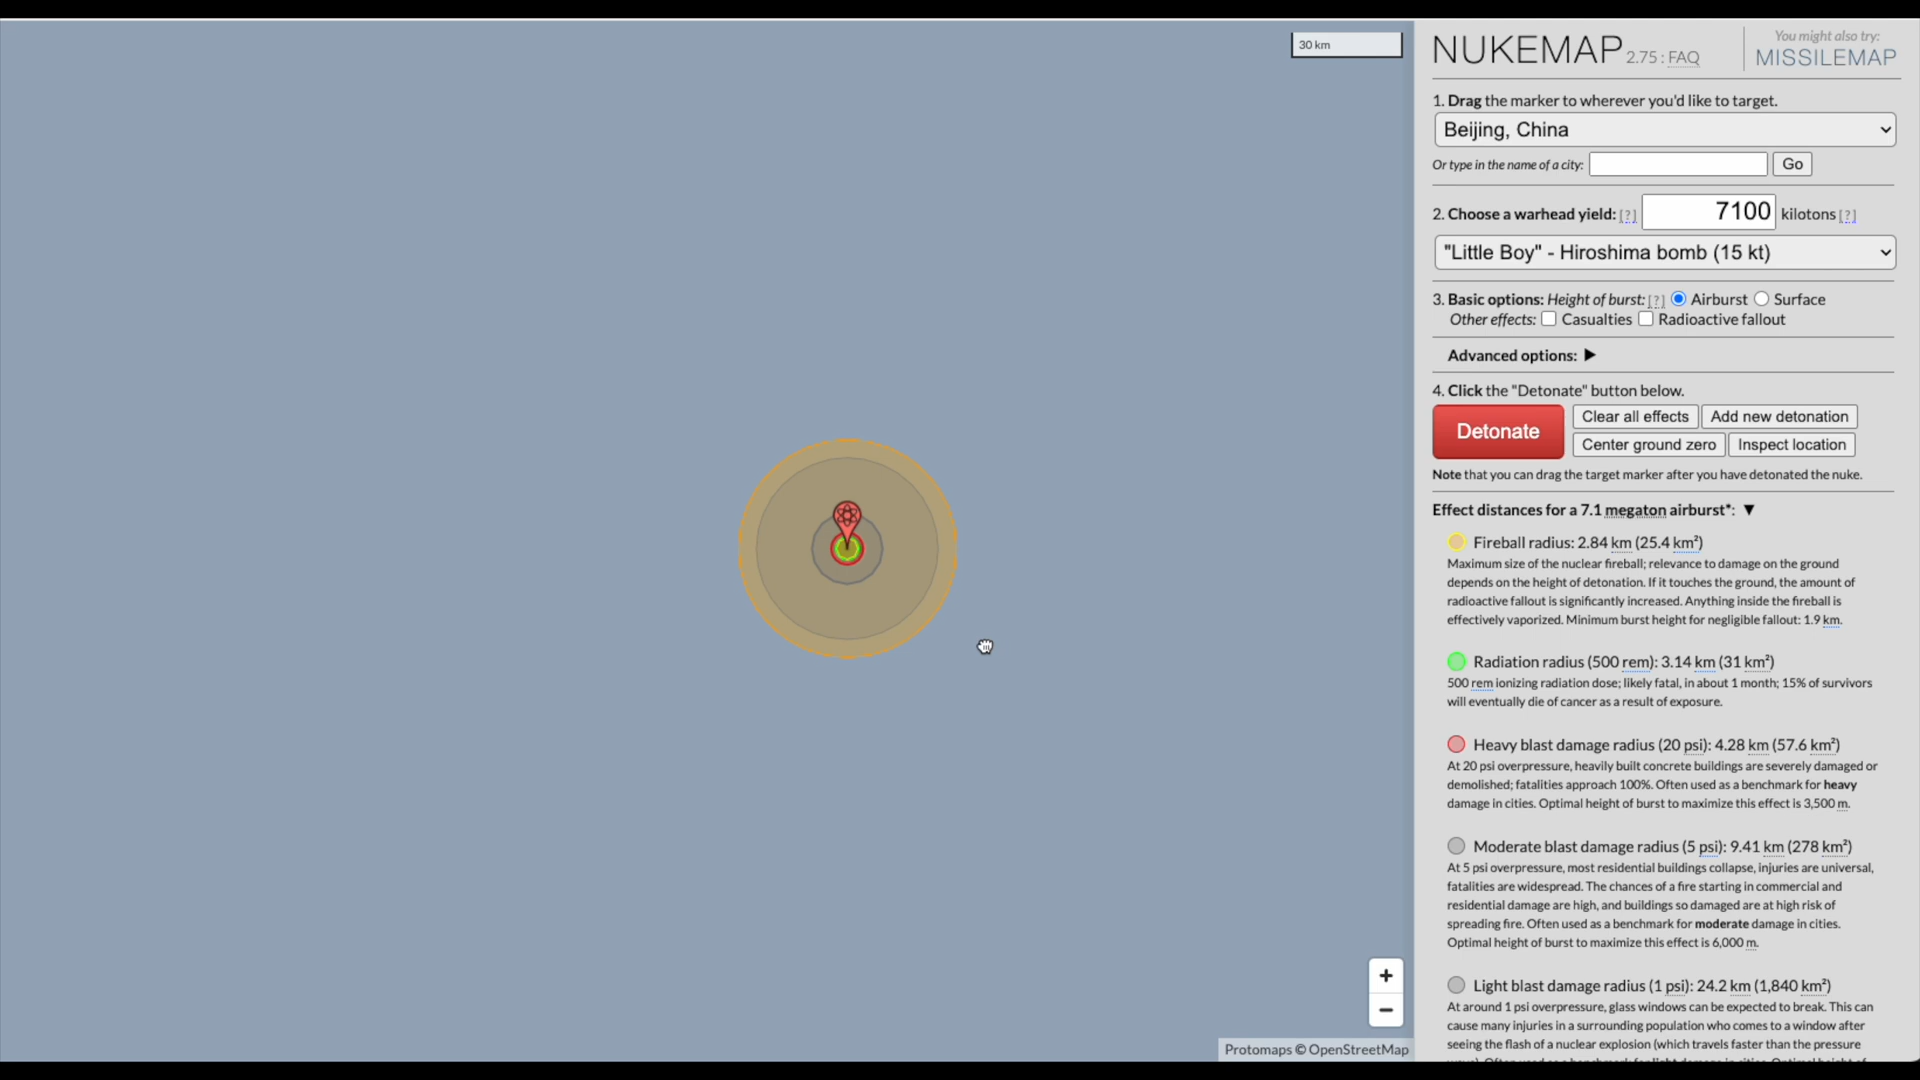 30 km
NUKEMAP 2.75 : FAQ
You might also try:
MISSILEMAP
1. Drag the marker to wherever you'd like to target.
Beijing, China
Or type in the name of a city:
Go
2. Choose a warhead yield: [?] 7100 kilotons [?]
"Little Boy" - Hiroshima bomb (15 kt)
3. Basic options: Height of burst: [?] Airburst Surface
Other effects: Casualties Radioactive fallout
Advanced options: ▶
4. Click the "Detonate" button below.
Detonate
Clear all effects
Add new detonation
Center ground zero
Inspect location
Note that you can drag the target marker after you have detonated the nuke.
Effect distances for a 7.1 megaton airburst*: ▼
Fireball radius: 2.84 km (25.4 km²)
Maximum size of the nuclear fireball; relevance to damage on the ground
depends on the height of detonation. If it touches the ground, the amount of
radioactive fallout is significantly increased. Anything inside the fireball is
effectively vaporized. Minimum burst height for negligible fallout: 1.9 km.
Radiation radius (500 rem): 3.14 km (31 km²)
500 rem ionizing radiation dose; likely fatal, in about 1 month; 15% of survivors
will eventually die of cancer as a result of exposure.
Heavy blast damage radius (20 psi): 4.28 km (57.6 km²)
At 20 psi overpressure, heavily built concrete buildings are severely damaged or
demolished; fatalities approach 100%. Often used as a benchmark for heavy
damage in cities. Optimal height of burst to maximize this effect is 3,500 m.
Moderate blast damage radius (5 psi): 9.41 km (278 km²)
At 5 psi overpressure, most residential buildings collapse, injuries are universal,
fatalities are widespread. The chances of a fire starting in commercial and
residential damage are high, and buildings so damaged are at high risk of
spreading fire. Often used as a benchmark for moderate damage in cities.
Optimal height of burst to maximize this effect is 6,000 m.
Light blast damage radius (1 psi): 24.2 km (1,840 km²)
At around 1 psi overpressure, glass windows can be expected to break. This can
cause many injuries in a surrounding population who comes to a window after
seeing the flash of a nuclear explosion (which travels faster than the pressure
+
−
Protomaps © OpenStreetMap